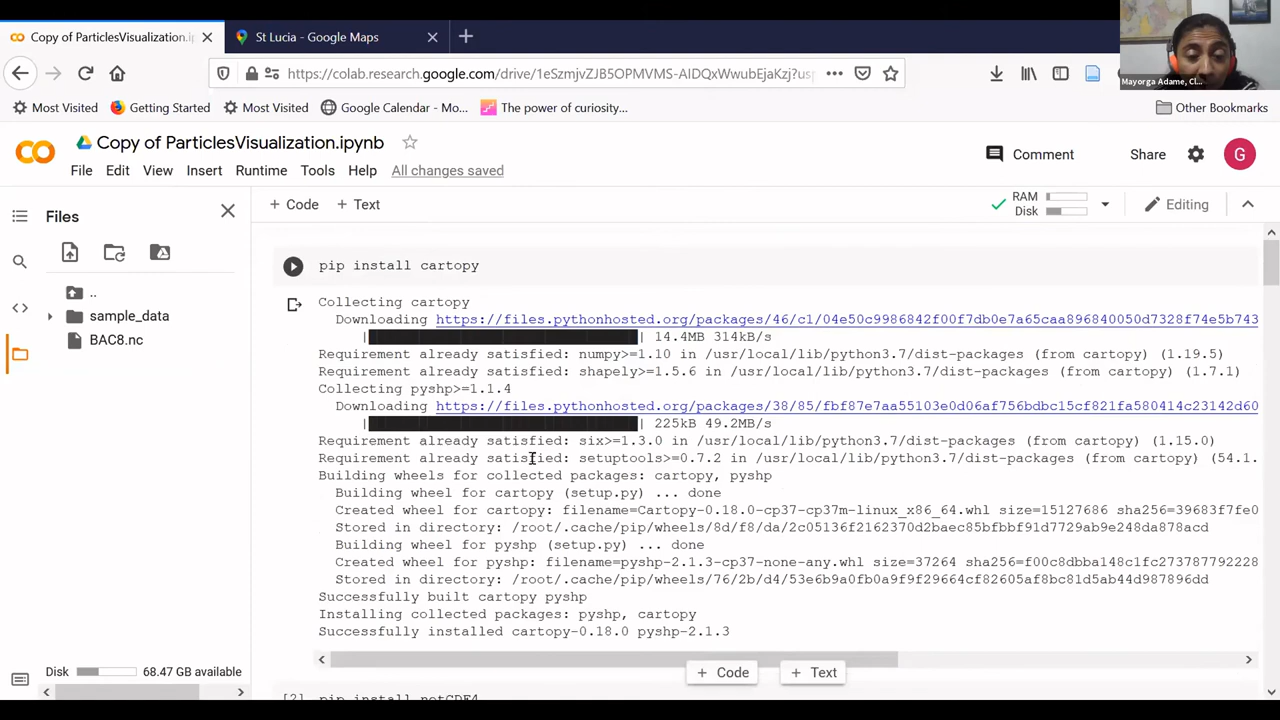 Copy of ParticlesVisualization.ip
St Lucia - Google Maps
https://colab.research.google.com/drive/1eSzmjvZJB5OPMVMS-AIDQxWwubEjaKzj?usp
Mayorga Adame, Cl...
Most Visited
Getting Started
Most Visited
Google Calendar - Mo...
The power of curiosity...
Other Bookmarks
Copy of ParticlesVisualization.ipynb
Comment
Share
G
File Edit View Insert Runtime Tools Help All changes saved
Files
+ Code + Text
RAM
Disk
Editing
..
sample_data
BAC8.nc
pip install cartopy
Collecting cartopy
Downloading https://files.pythonhosted.org/packages/46/c1/04e50c9986842f00f7db0e7a65caa896840050d7328f74e5b743
| | 14.4MB 314kB/s
Requirement already satisfied: numpy>=1.10 in /usr/local/lib/python3.7/dist-packages (from cartopy) (1.19.5)
Requirement already satisfied: shapely>=1.5.6 in /usr/local/lib/python3.7/dist-packages (from cartopy) (1.7.1)
Collecting pyshp>=1.1.4
Downloading https://files.pythonhosted.org/packages/38/85/fbf87e7aa55103e0d06af756bdbc15cf821fa580414c23142d60
| | 225kB 49.2MB/s
Requirement already satisfied: six>=1.3.0 in /usr/local/lib/python3.7/dist-packages (from cartopy) (1.15.0)
Requirement already satisfied: setuptools>=0.7.2 in /usr/local/lib/python3.7/dist-packages (from cartopy) (54.1.
Building wheels for collected packages: cartopy, pyshp
Building wheel for cartopy (setup.py) ... done
Created wheel for cartopy: filename=Cartopy-0.18.0-cp37-cp37m-linux_x86_64.whl size=15127686 sha256=39683f7fe0
Stored in directory: /root/.cache/pip/wheels/8d/f8/da/2c05136f2162370d2baec85bfbbf91d7729ab9e248da878acd
Building wheel for pyshp (setup.py) ... done
Created wheel for pyshp: filename=pyshp-2.1.3-cp37-none-any.whl size=37264 sha256=f00c8dbba148c1fc273787792228
Stored in directory: /root/.cache/pip/wheels/76/2b/d4/53e6b9a0fb0a9f9f29664cf82605af8bc81d5ab44d987896dd
Successfully built cartopy pyshp
Installing collected packages: pyshp, cartopy
Successfully installed cartopy-0.18.0 pyshp-2.1.3
Disk
68.47 GB available
+ Code + Text
[2] pip install netCDF4